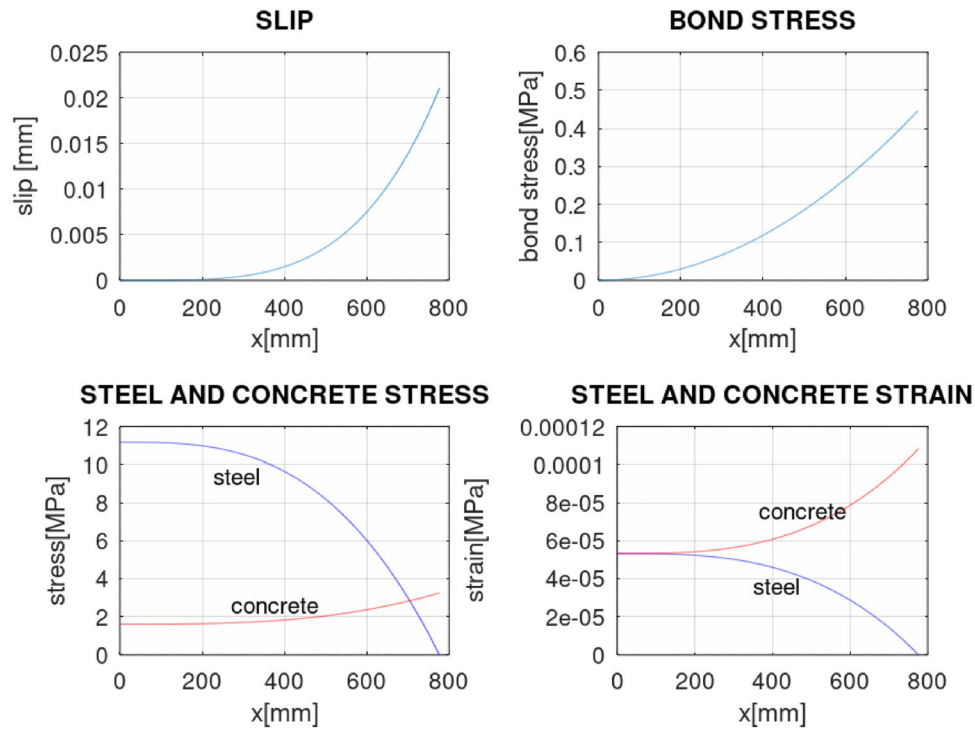 SLIP
0.025
0.02
0.015
0.01
0.005
0
slip [mm]
0 200 400 600 800
x[mm]
BOND STRESS
0.6
0.5
0.4
0.3
0.2
0.1
0
bond stress[MPa]
0 200 400 600 800
x[mm]
STEEL AND CONCRETE STRESS
12
10
8
6
4
2
0
stress[MPa]
steel
concrete
0 200 400 600 800
x[mm]
STEEL AND CONCRETE STRAIN
0.00012
0.0001
8e-05
6e-05
4e-05
2e-05
0
strain[MPa]
concrete
steel
0 200 400 600 800
x[mm]